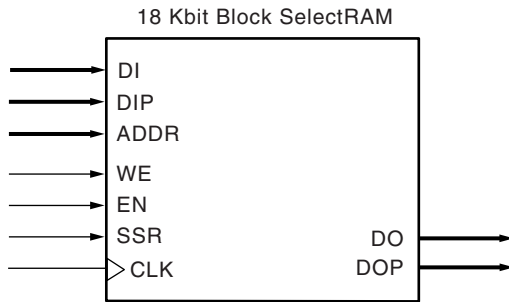 18 Kbit Block SelectRAM
DI
DIP
ADDR
WE
EN
SSR
CLK
DO
DOP